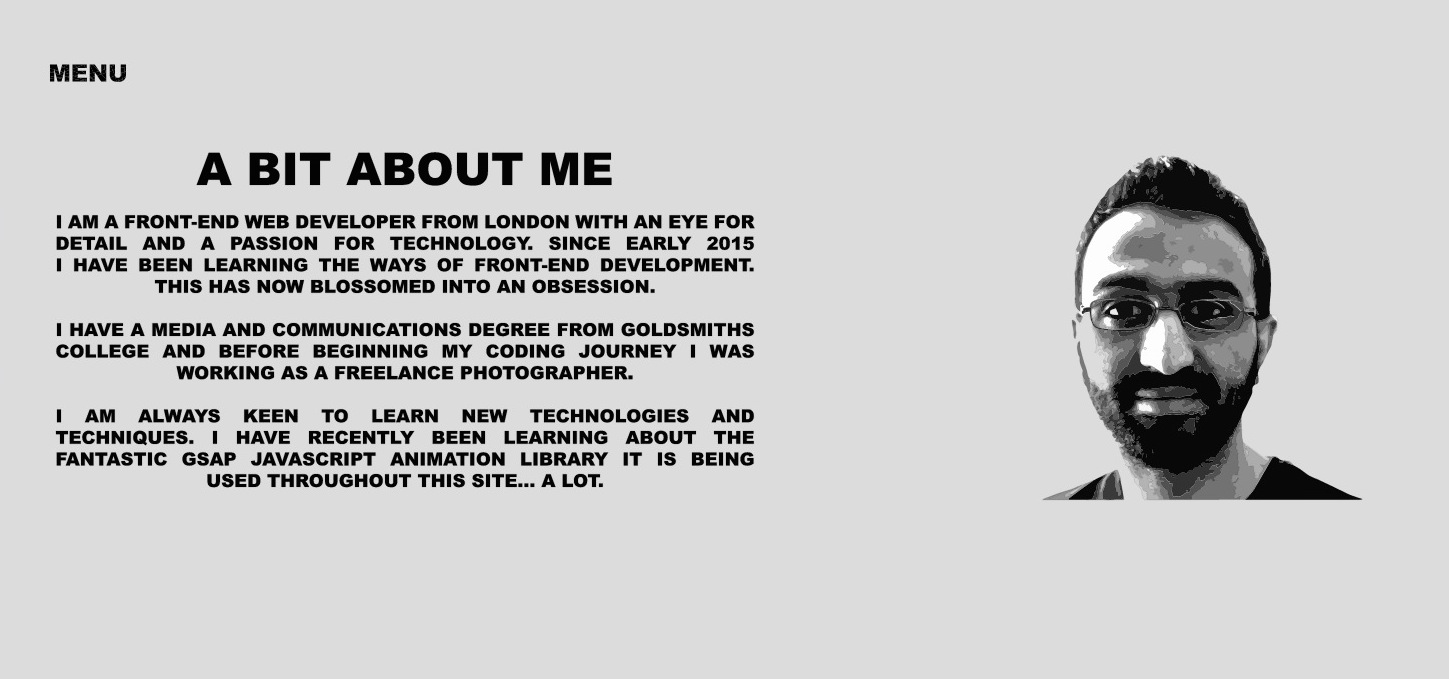 MENU
A BIT ABOUT ME
I AM A FRONT-END WEB DEVELOPER FROM LONDON WITH AN EYE FOR
DETAIL AND A PASSION FOR TECHNOLOGY. SINCE EARLY 2015
I HAVE BEEN LEARNING THE WAYS OF FRONT-END DEVELOPMENT.
THIS HAS NOW BLOSSOMED INTO AN OBSESSION.
I HAVE A MEDIA AND COMMUNICATIONS DEGREE FROM GOLDSMITHS
COLLEGE AND BEFORE BEGINNING MY CODING JOURNEY I WAS
WORKING AS A FREELANCE PHOTOGRAPHER.
I AM ALWAYS KEEN TO LEARN NEW TECHNOLOGIES AND
TECHNIQUES. I HAVE RECENTLY BEEN LEARNING ABOUT THE
FANTASTIC GSAP JAVASCRIPT ANIMATION LIBRARY IT IS BEING
USED THROUGHOUT THIS SITE... A LOT.